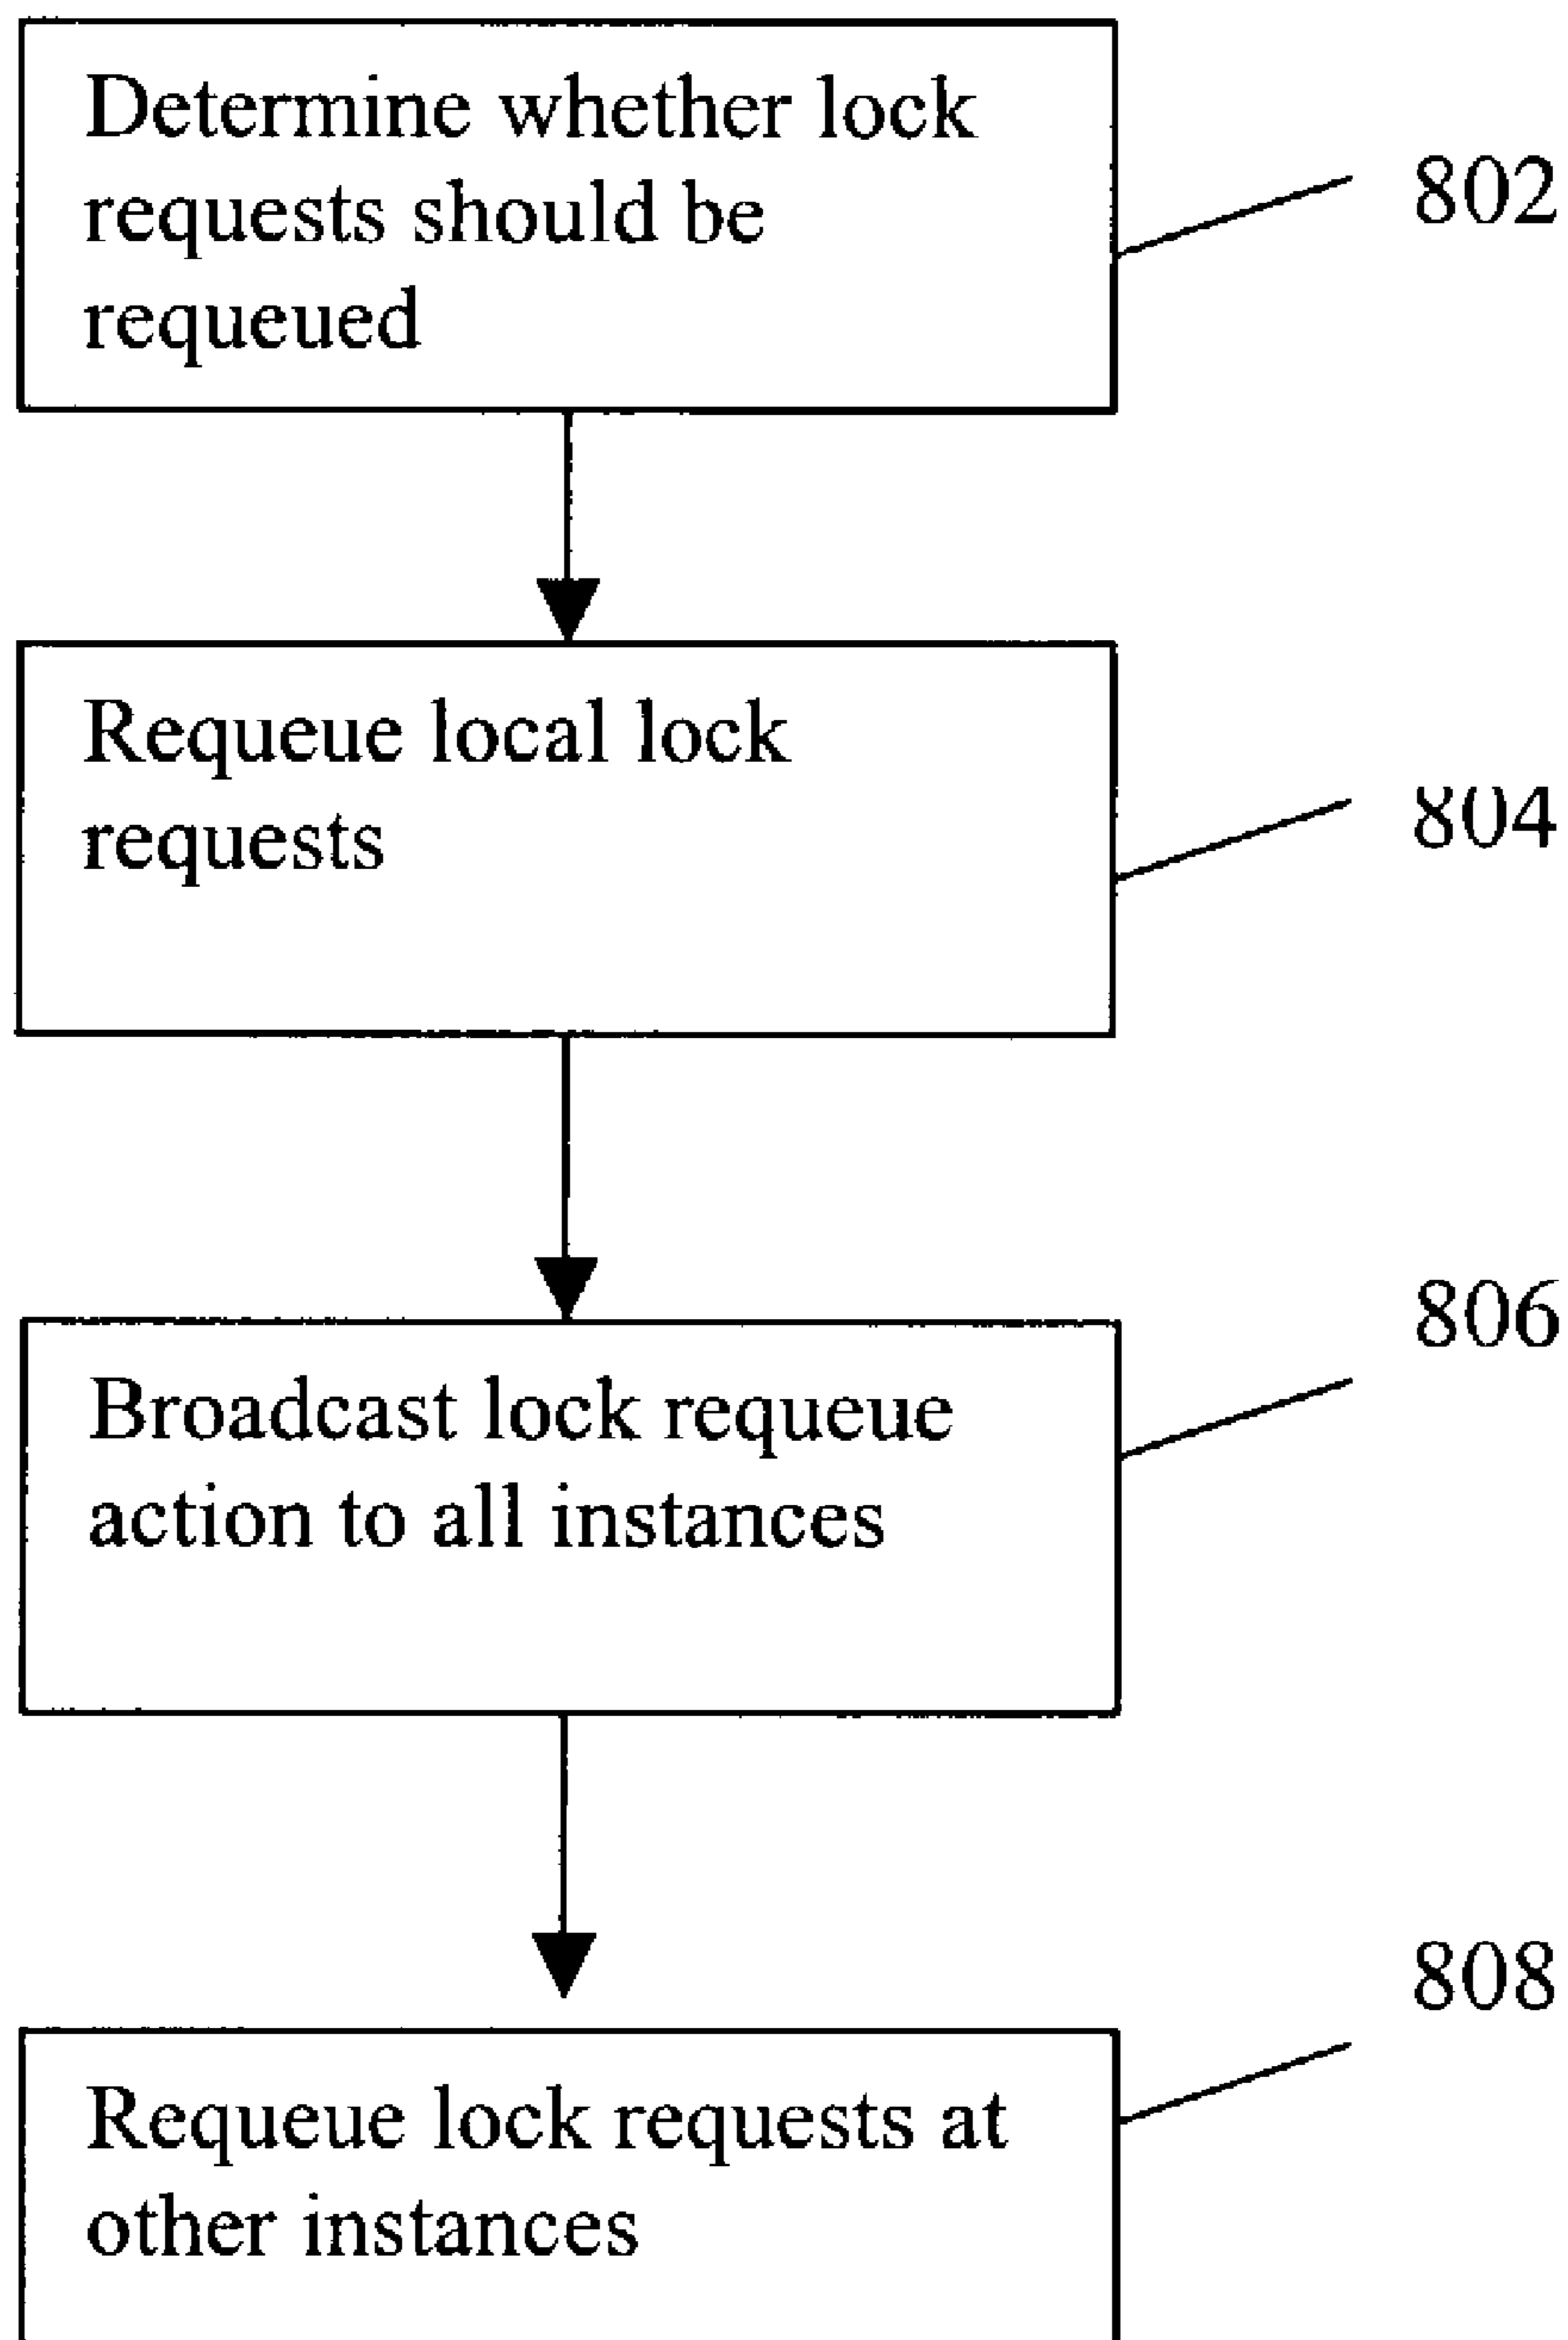 Determine whether lock
requests should be
requeued
802
Requeue local lock
requests
804
Broadcast lock requeue
action to all instances
806
Requeue lock requests at
other instances
808